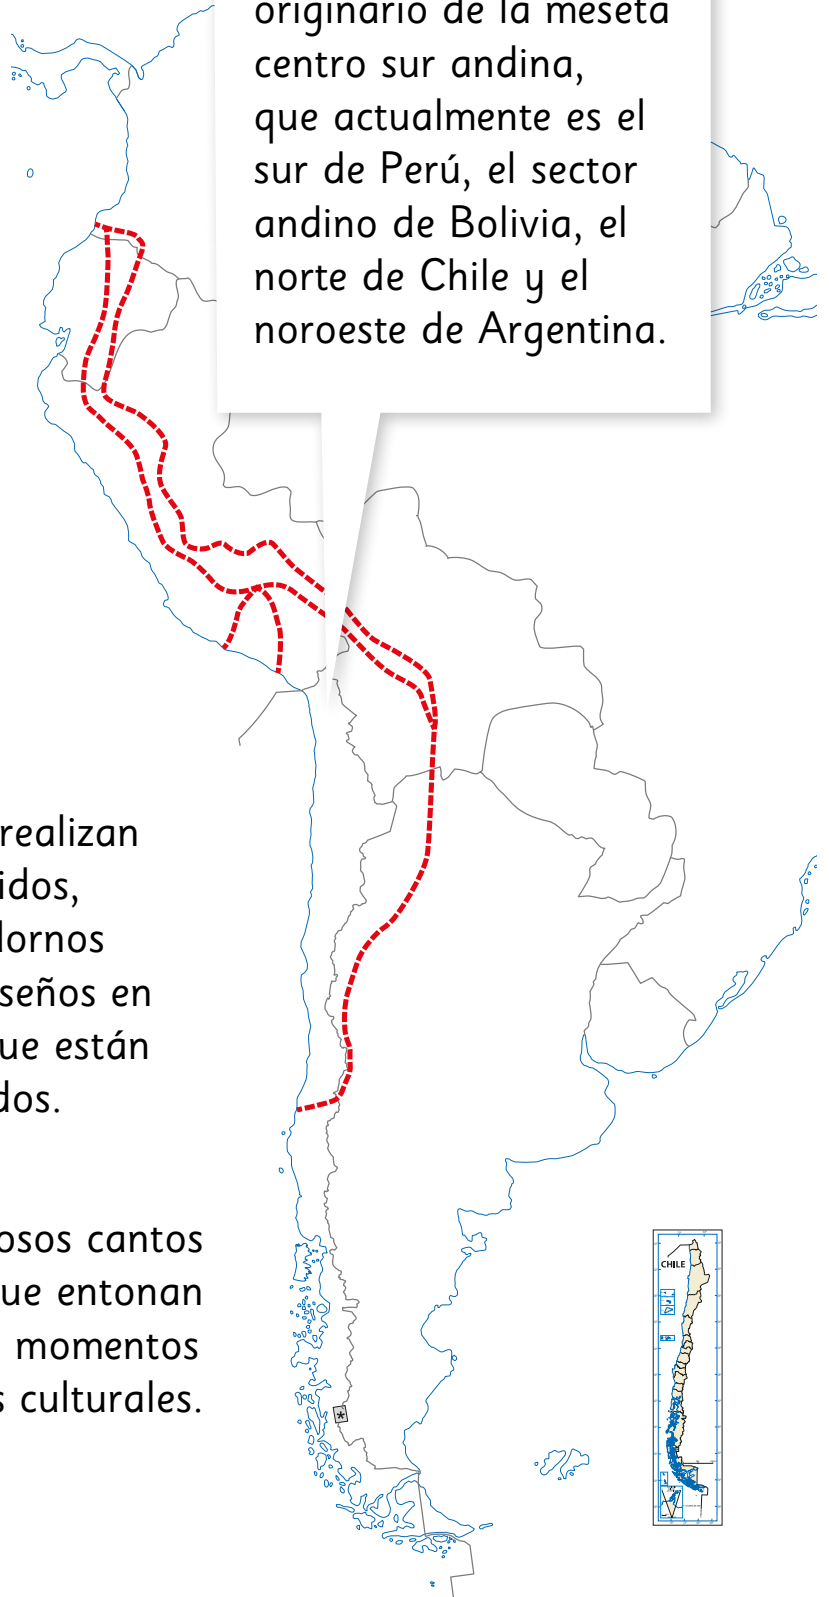 originario de la meseta
centro sur andina,
que actualmente es el
sur de Perú, el sector
andino de Bolivia, el
norte de Chile y el
noroeste de Argentina.
realizan
idos,
dornos
seños en
ue están
dos.
osos cantos
ue entonan
momentos
s culturales.
CHILE
*